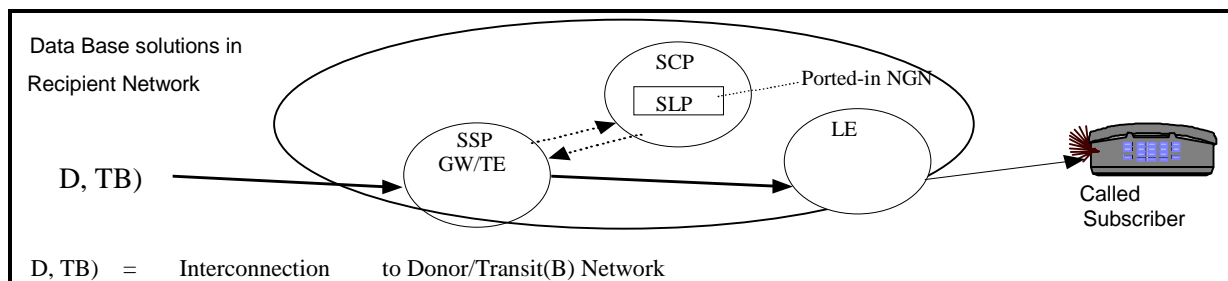 Data Base solutions in
Recipient Network
SCP
SLP
Ported-in NGN
SSP
GW/TE
LE
D, TB)
Called
Subscriber
D, TB) = Interconnection to Donor/Transit(B) Network